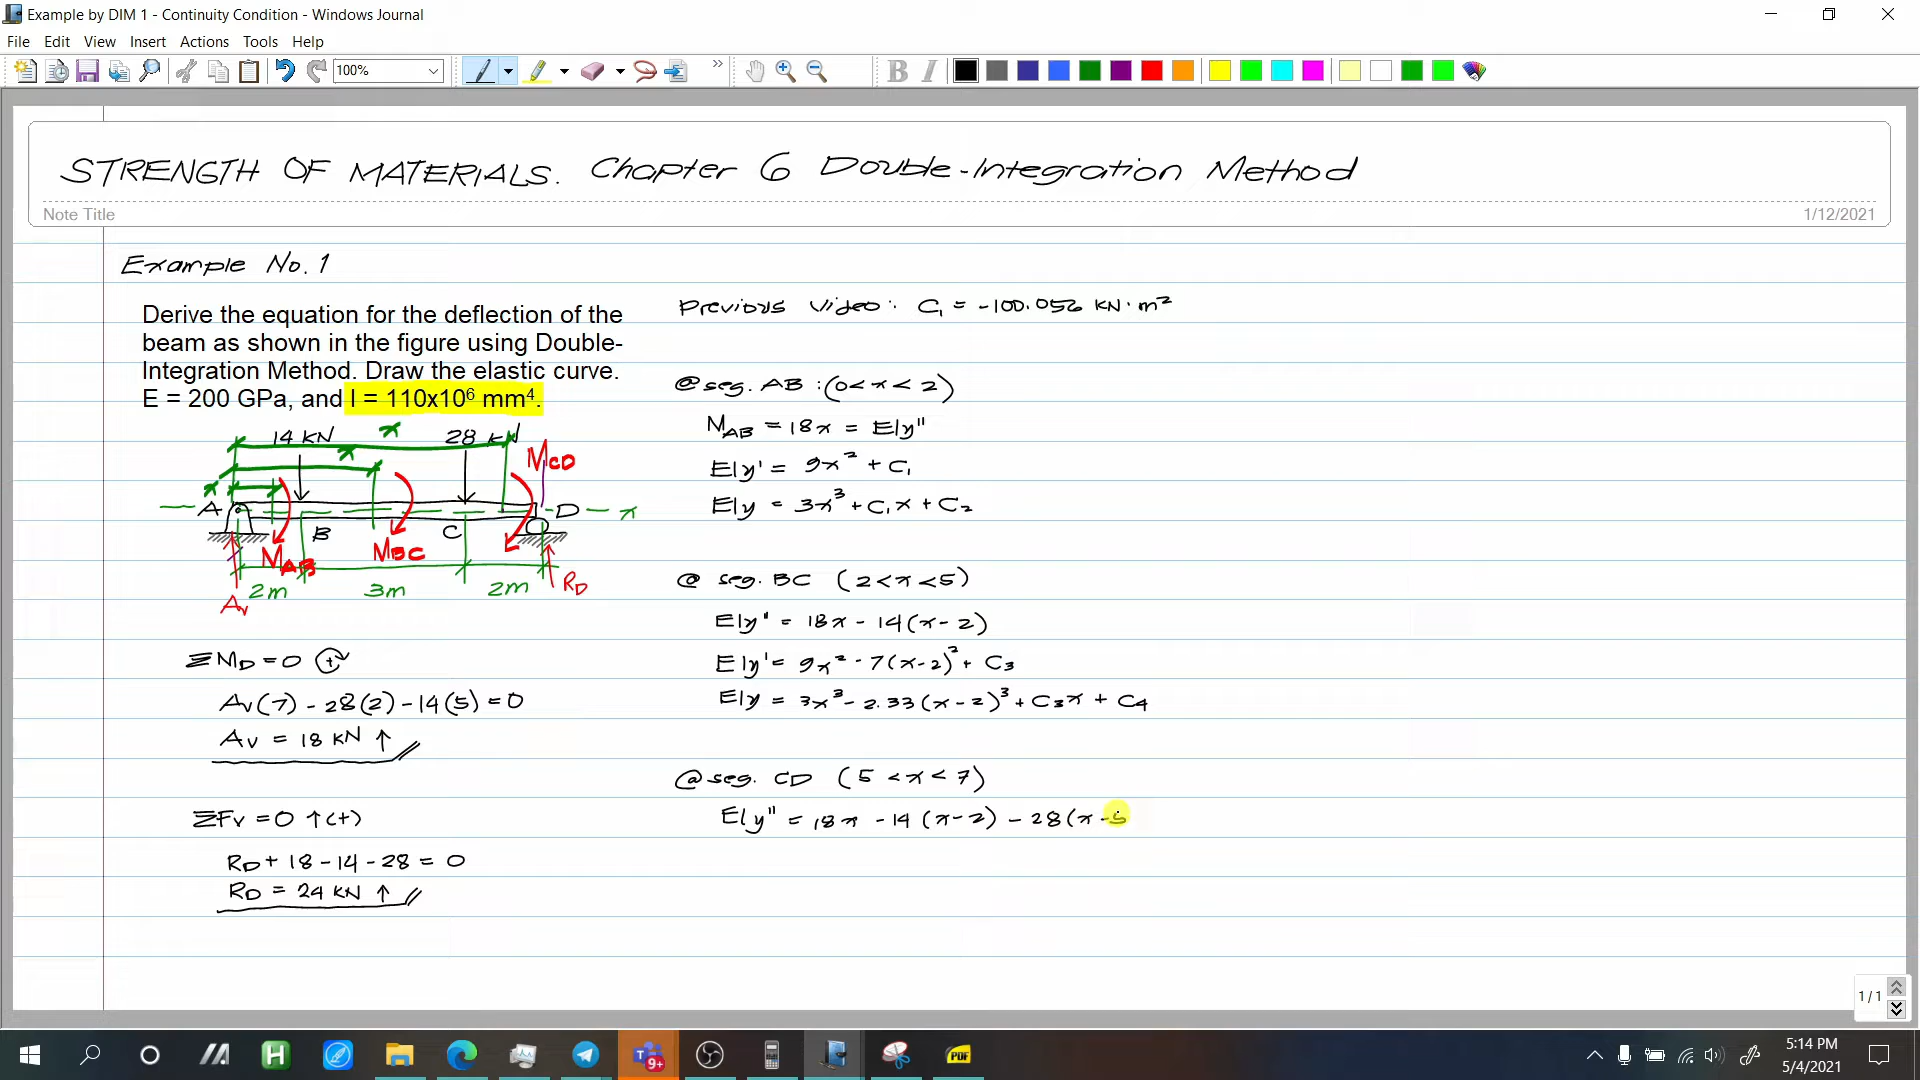 Example by DIM 1 - Continuity Condition - Windows Journal
File Edit View Insert Actions Tools Help
100%
STRENGTH OF MATERIALS. Chapter 6 Double-Integration Method
Note Title
1/12/2021
Example No. 1
Derive the equation for the deflection of the
beam as shown in the figure using Double-
Integration Method. Draw the elastic curve.
E = 200 GPa, and I = 110x10⁶ mm⁴.
14 KN x 28 KN
x
MCD
x
A D x
B C
MAB MBC
2m 3m 2m RD
Av
ΣMD = 0 (+)
Av(7) - 28(2) - 14(5) = 0
Av = 18 KN ↑
ΣFv = 0 ↑(+)
RD + 18 - 14 - 28 = 0
RD = 24 KN ↑
Previous Video: C₁ = -100.056 KN·m²
@ seg. AB : (0 < x < 2)
MAB = 18x = EIy"
EIy' = 9x² + C₁
EIy = 3x³ + C₁x + C₂
@ seg. BC (2 < x < 5)
EIy" = 18x - 14(x-2)
EIy' = 9x² - 7(x-2)² + C₃
EIy = 3x³ - 2.33(x-2)³ + C₃x + C₄
@ seg. CD (5 < x < 7)
EIy" = 18x - 14(x-2) - 28(x-5
1/1
9+
PDF
5:14 PM
5/4/2021